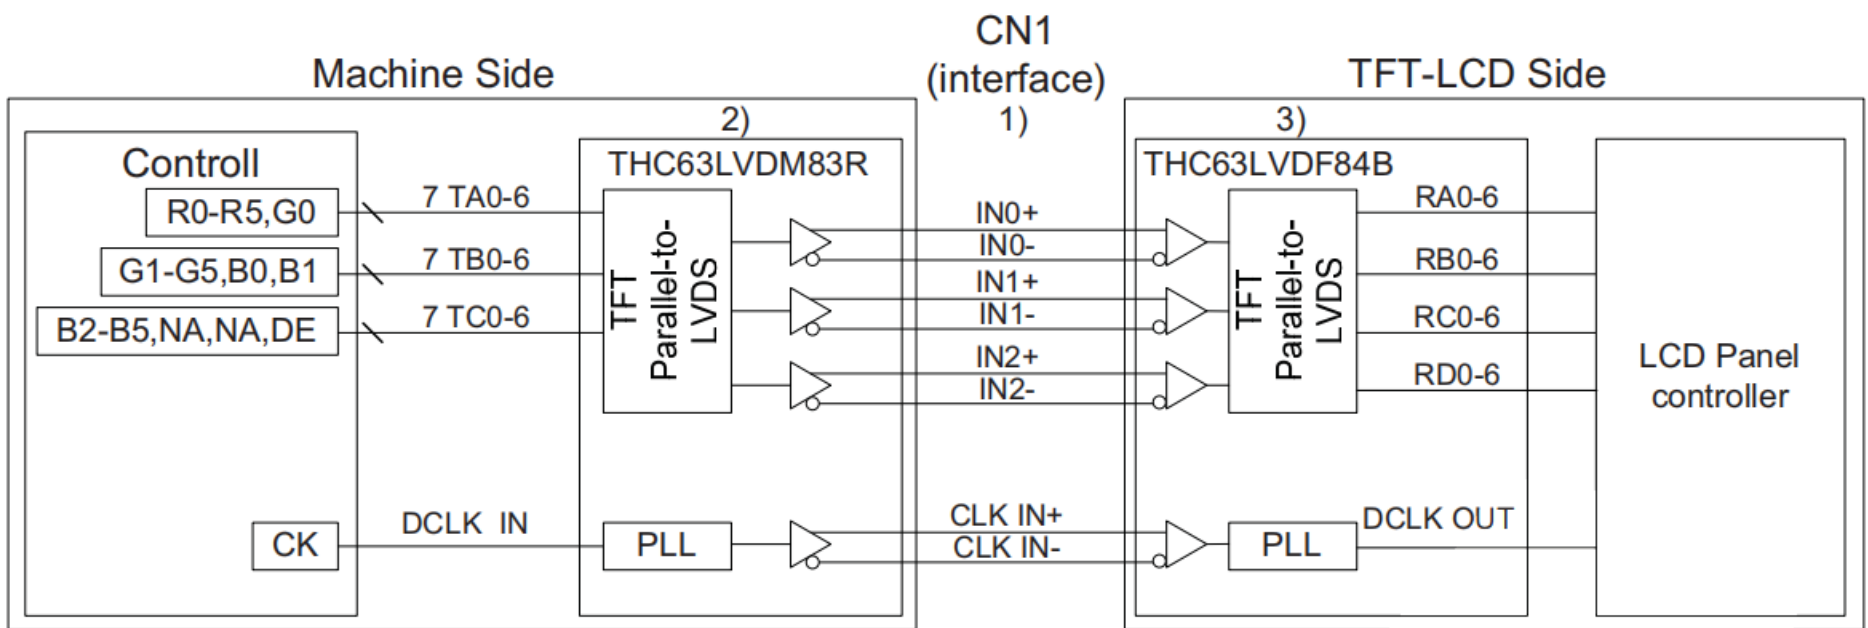 CN1
(interface)
1)
Machine Side
TFT-LCD Side
2)
3)
Controll
THC63LVDM83R
THC63LVDF84B
R0-R5,G0
7 TA0-6
IN0+
IN0-
RA0-6
G1-G5,B0,B1
7 TB0-6
IN1+
IN1-
RB0-6
B2-B5,NA,NA,DE
7 TC0-6
IN2+
IN2-
RC0-6
RD0-6
TFT
Parallel-to-
LVDS
TFT
Parallel-to-
LVDS
LCD Panel
controller
CK
DCLK IN
PLL
CLK IN+
CLK IN-
PLL
DCLK OUT